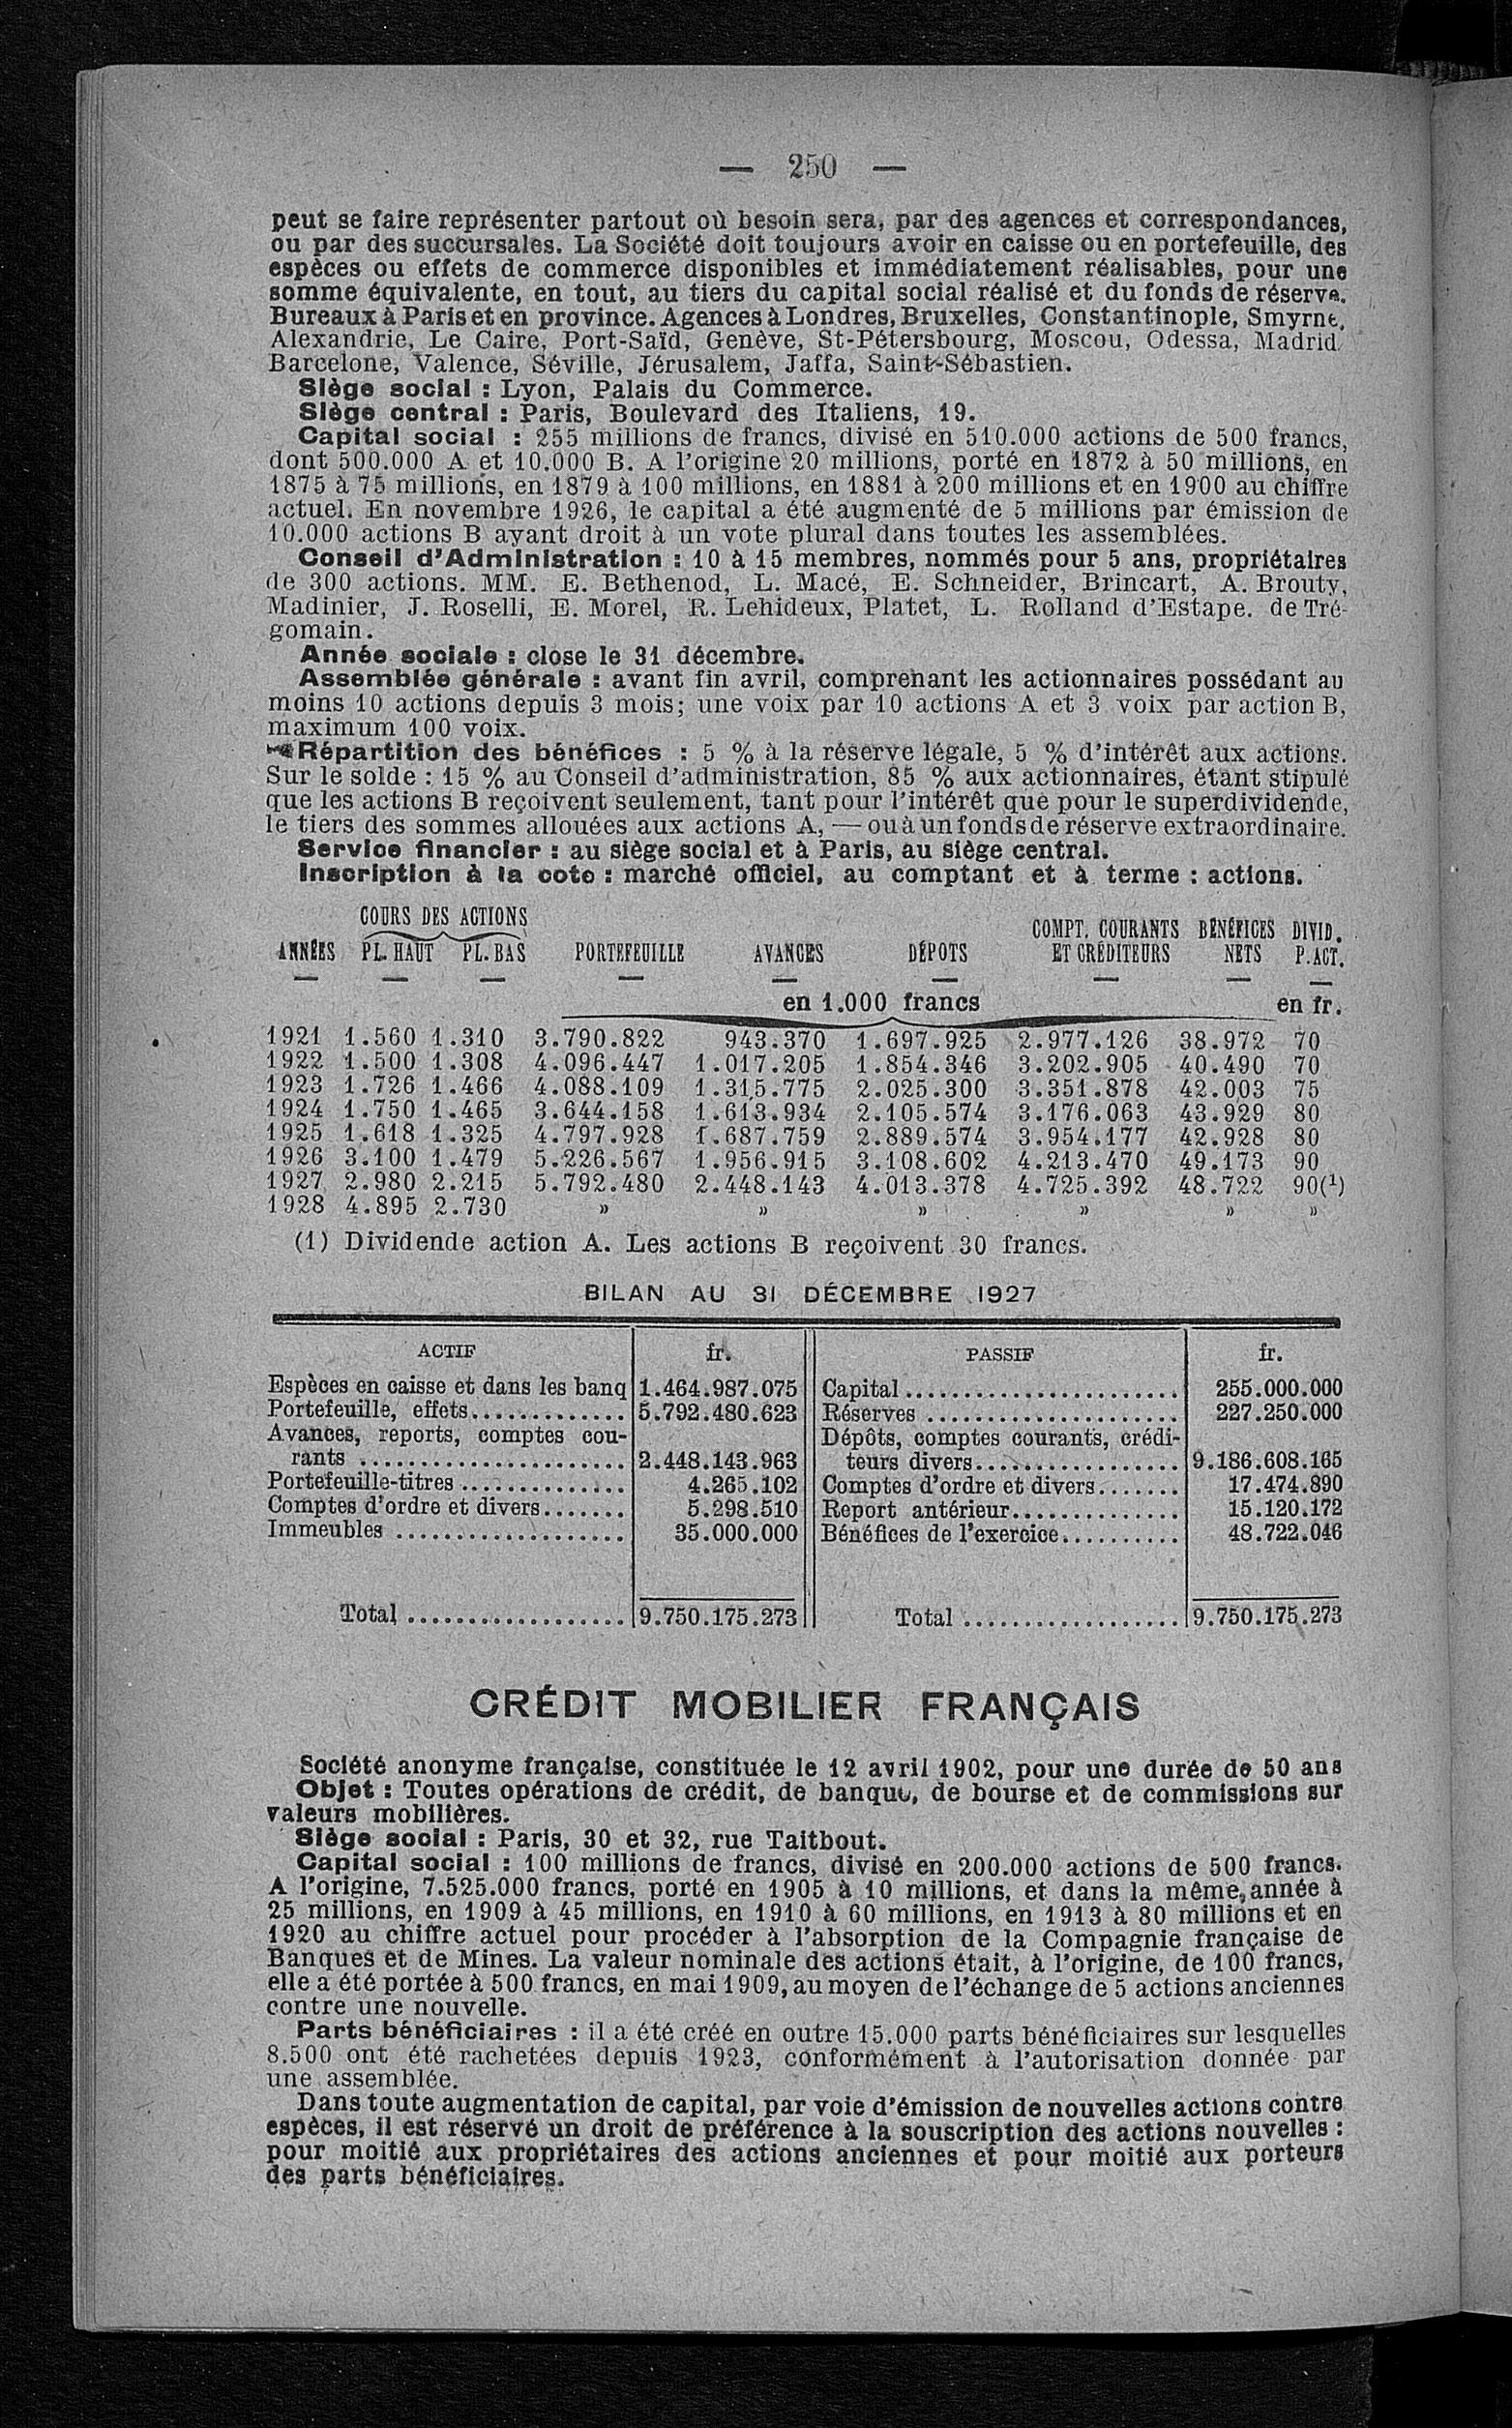 — 250 —
peut se faire représenter partout où besoin sera, par des agences et correspondances,
ou par des succursales. La Société doit toujours avoir en caisse ou en portefeuille, des
espèces ou effets de commerce disponibles et immédiatement réalisables, pour une
somme équivalente, en tout, au tiers du capital social réalisé et du fonds de réserve.
Bureaux à Paris et en province. Agences à Londres, Bruxelles, Constantinople, Smyrne,
Alexandrie, Le Caire, Port-Saïd, Genève, St-Pétersbourg, Moscou, Odessa, Madrid
Barcelone, Valence, Séville, Jérusalem, Jaffa, Saint-Sébastien.
Siège social : Lyon, Palais du Commerce.
Siège central : Paris, Boulevard des Italiens, 19.
Capital social : 255 millions de francs, divisé en 510.000 actions de 500 francs,
dont 500.000 A et 10.000 B. A l'origine 20 millions, porté en 1872 à 50 millions, en
1875 à 75 millions, en 1879 à 100 millions, en 1881 à 200 millions et en 1900 au chiffre
actuel. En novembre 1926, le capital a été augmenté de 5 millions par émission de
10.000 actions B ayant droit à un vote plural dans toutes les assemblées.
Conseil d'Administration : 10 à 15 membres, nommés pour 5 ans, propriétaires
de 300 actions. MM. E. Bethenod, L. Macé, E. Schneider, Brincart, A. Brouty,
Madinier, J. Roselli, E. Morel, R. Lehideux, Platet, L. Rolland d'Estape. de Tré-
gomain.
Année sociale : close le 31 décembre.
Assemblée générale : avant fin avril, comprenant les actionnaires possédant au
moins 10 actions depuis 3 mois; une voix par 10 actions A et 3 voix par action B,
maximum 100 voix.
Répartition des bénéfices : 5 % à la réserve légale, 5 % d'intérêt aux actions.
Sur le solde : 15 % au Conseil d'administration, 85 % aux actionnaires, étant stipulé
que les actions B reçoivent seulement, tant pour l'intérêt que pour le superdividende,
le tiers des sommes allouées aux actions A, — ou à un fonds de réserve extraordinaire.
Service financier : au siège social et à Paris, au siège central.
Inscription à la cote : marché officiel, au comptant et à terme : actions.
COURS DES ACTIONS COMPT. COURANTS BÉNÉFICES DIVID.
ANNÉES PL. HAUT PL. BAS PORTEFEUILLE AVANCES DÉPOTS ET CRÉDITEURS NETS P. ACT.
en 1.000 francs en fr.
1921 1.560 1.310 3.790.822 943.370 1.697.925 2.977.126 38.972 70
1922 1.500 1.308 4.096.447 1.017.205 1.854.346 3.202.905 40.490 70
1923 1.726 1.466 4.088.109 1.315.775 2.025.300 3.351.878 42.003 75
1924 1.750 1.465 3.644.158 1.613.934 2.105.574 3.176.063 43.929 80
1925 1.618 1.325 4.797.928 1.687.759 2.889.574 3.954.177 42.928 80
1926 3.100 1.479 5.226.567 1.956.915 3.108.602 4.213.470 49.173 90
1927 2.980 2.215 5.792.480 2.448.143 4.013.378 4.725.392 48.722 90(1)
1928 4.895 2.730 » » » » » »
(1) Dividende action A. Les actions B reçoivent 30 francs.
BILAN AU 31 DÉCEMBRE 1927
ACTIF fr. PASSIF fr.
Espèces en caisse et dans les banq 1.464.987.075 Capital ....................... 255.000.000
Portefeuille, effets............. 5.792.480.623 Réserves ..................... 227.250.000
Avances, reports, comptes cou- Dépôts, comptes courants, crédi-
rants ...................... 2.448.143.963 teurs divers................. 9.186.608.165
Portefeuille-titres .............. 4.265.102 Comptes d'ordre et divers....... 17.474.890
Comptes d'ordre et divers....... 5.298.510 Report antérieur.............. 15.120.172
Immeubles ................... 35.000.000 Bénéfices de l'exercice.......... 48.722.046
Total .................. 9.750.175.273 Total .................. 9.750.175.273
CRÉDIT MOBILIER FRANÇAIS
Société anonyme française, constituée le 12 avril 1902, pour une durée de 50 ans
Objet : Toutes opérations de crédit, de banque, de bourse et de commissions sur
valeurs mobilières.
Siège social : Paris, 30 et 32, rue Taitbout.
Capital social : 100 millions de francs, divisé en 200.000 actions de 500 francs.
A l'origine, 7.525.000 francs, porté en 1905 à 10 millions, et dans la même, année à
25 millions, en 1909 à 45 millions, en 1910 à 60 millions, en 1913 à 80 millions et en
1920 au chiffre actuel pour procéder à l'absorption de la Compagnie française de
Banques et de Mines. La valeur nominale des actions était, à l'origine, de 100 francs,
elle a été portée à 500 francs, en mai 1909, au moyen de l'échange de 5 actions anciennes
contre une nouvelle.
Parts bénéficiaires : il a été créé en outre 15.000 parts bénéficiaires sur lesquelles
8.500 ont été rachetées depuis 1923, conformément à l'autorisation donnée par
une assemblée.
Dans toute augmentation de capital, par voie d'émission de nouvelles actions contre
espèces, il est réservé un droit de préférence à la souscription des actions nouvelles :
pour moitié aux propriétaires des actions anciennes et pour moitié aux porteurs
des parts bénéficiaires.